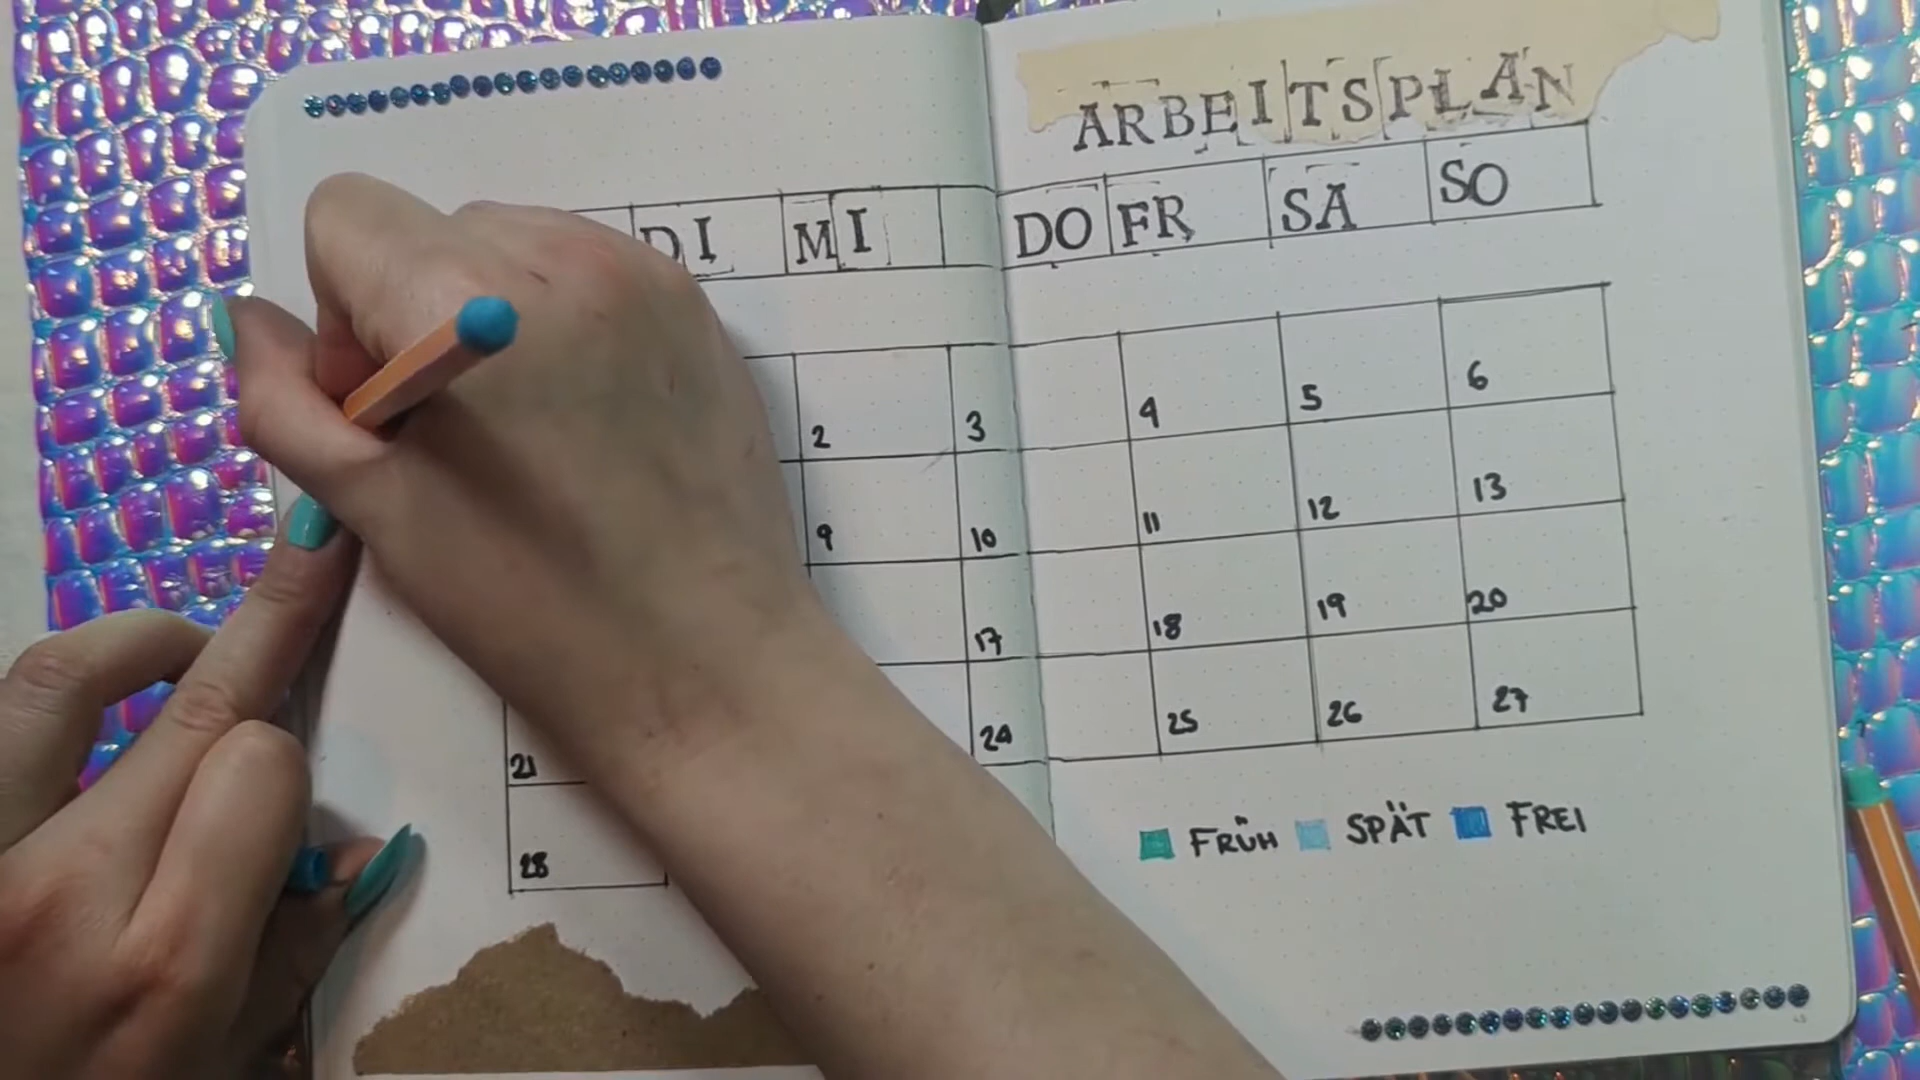 ARBEITSPLAN
DI MI DO FR SA SO
2 3 4 5 6
9 10 11 12 13
17 18 19 20
21 24 25 26 27
28
FRÜH SPÄT FREI